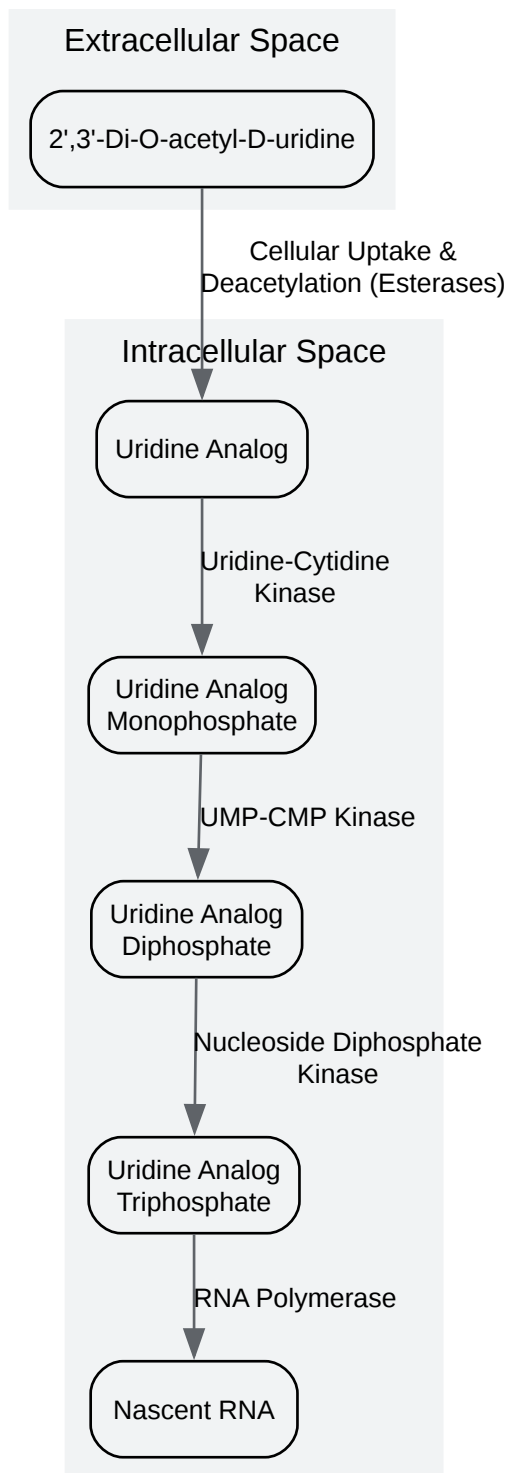 Extracellular Space
2',3'-Di-O-acetyl-D-uridine
Cellular Uptake &
Deacetylation (Esterases)
Intracellular Space
Uridine Analog
Uridine-Cytidine
Kinase
Uridine Analog
Monophosphate
UMP-CMP Kinase
Uridine Analog
Diphosphate
Nucleoside Diphosphate
Kinase
Uridine Analog
Triphosphate
RNA Polymerase
Nascent RNA